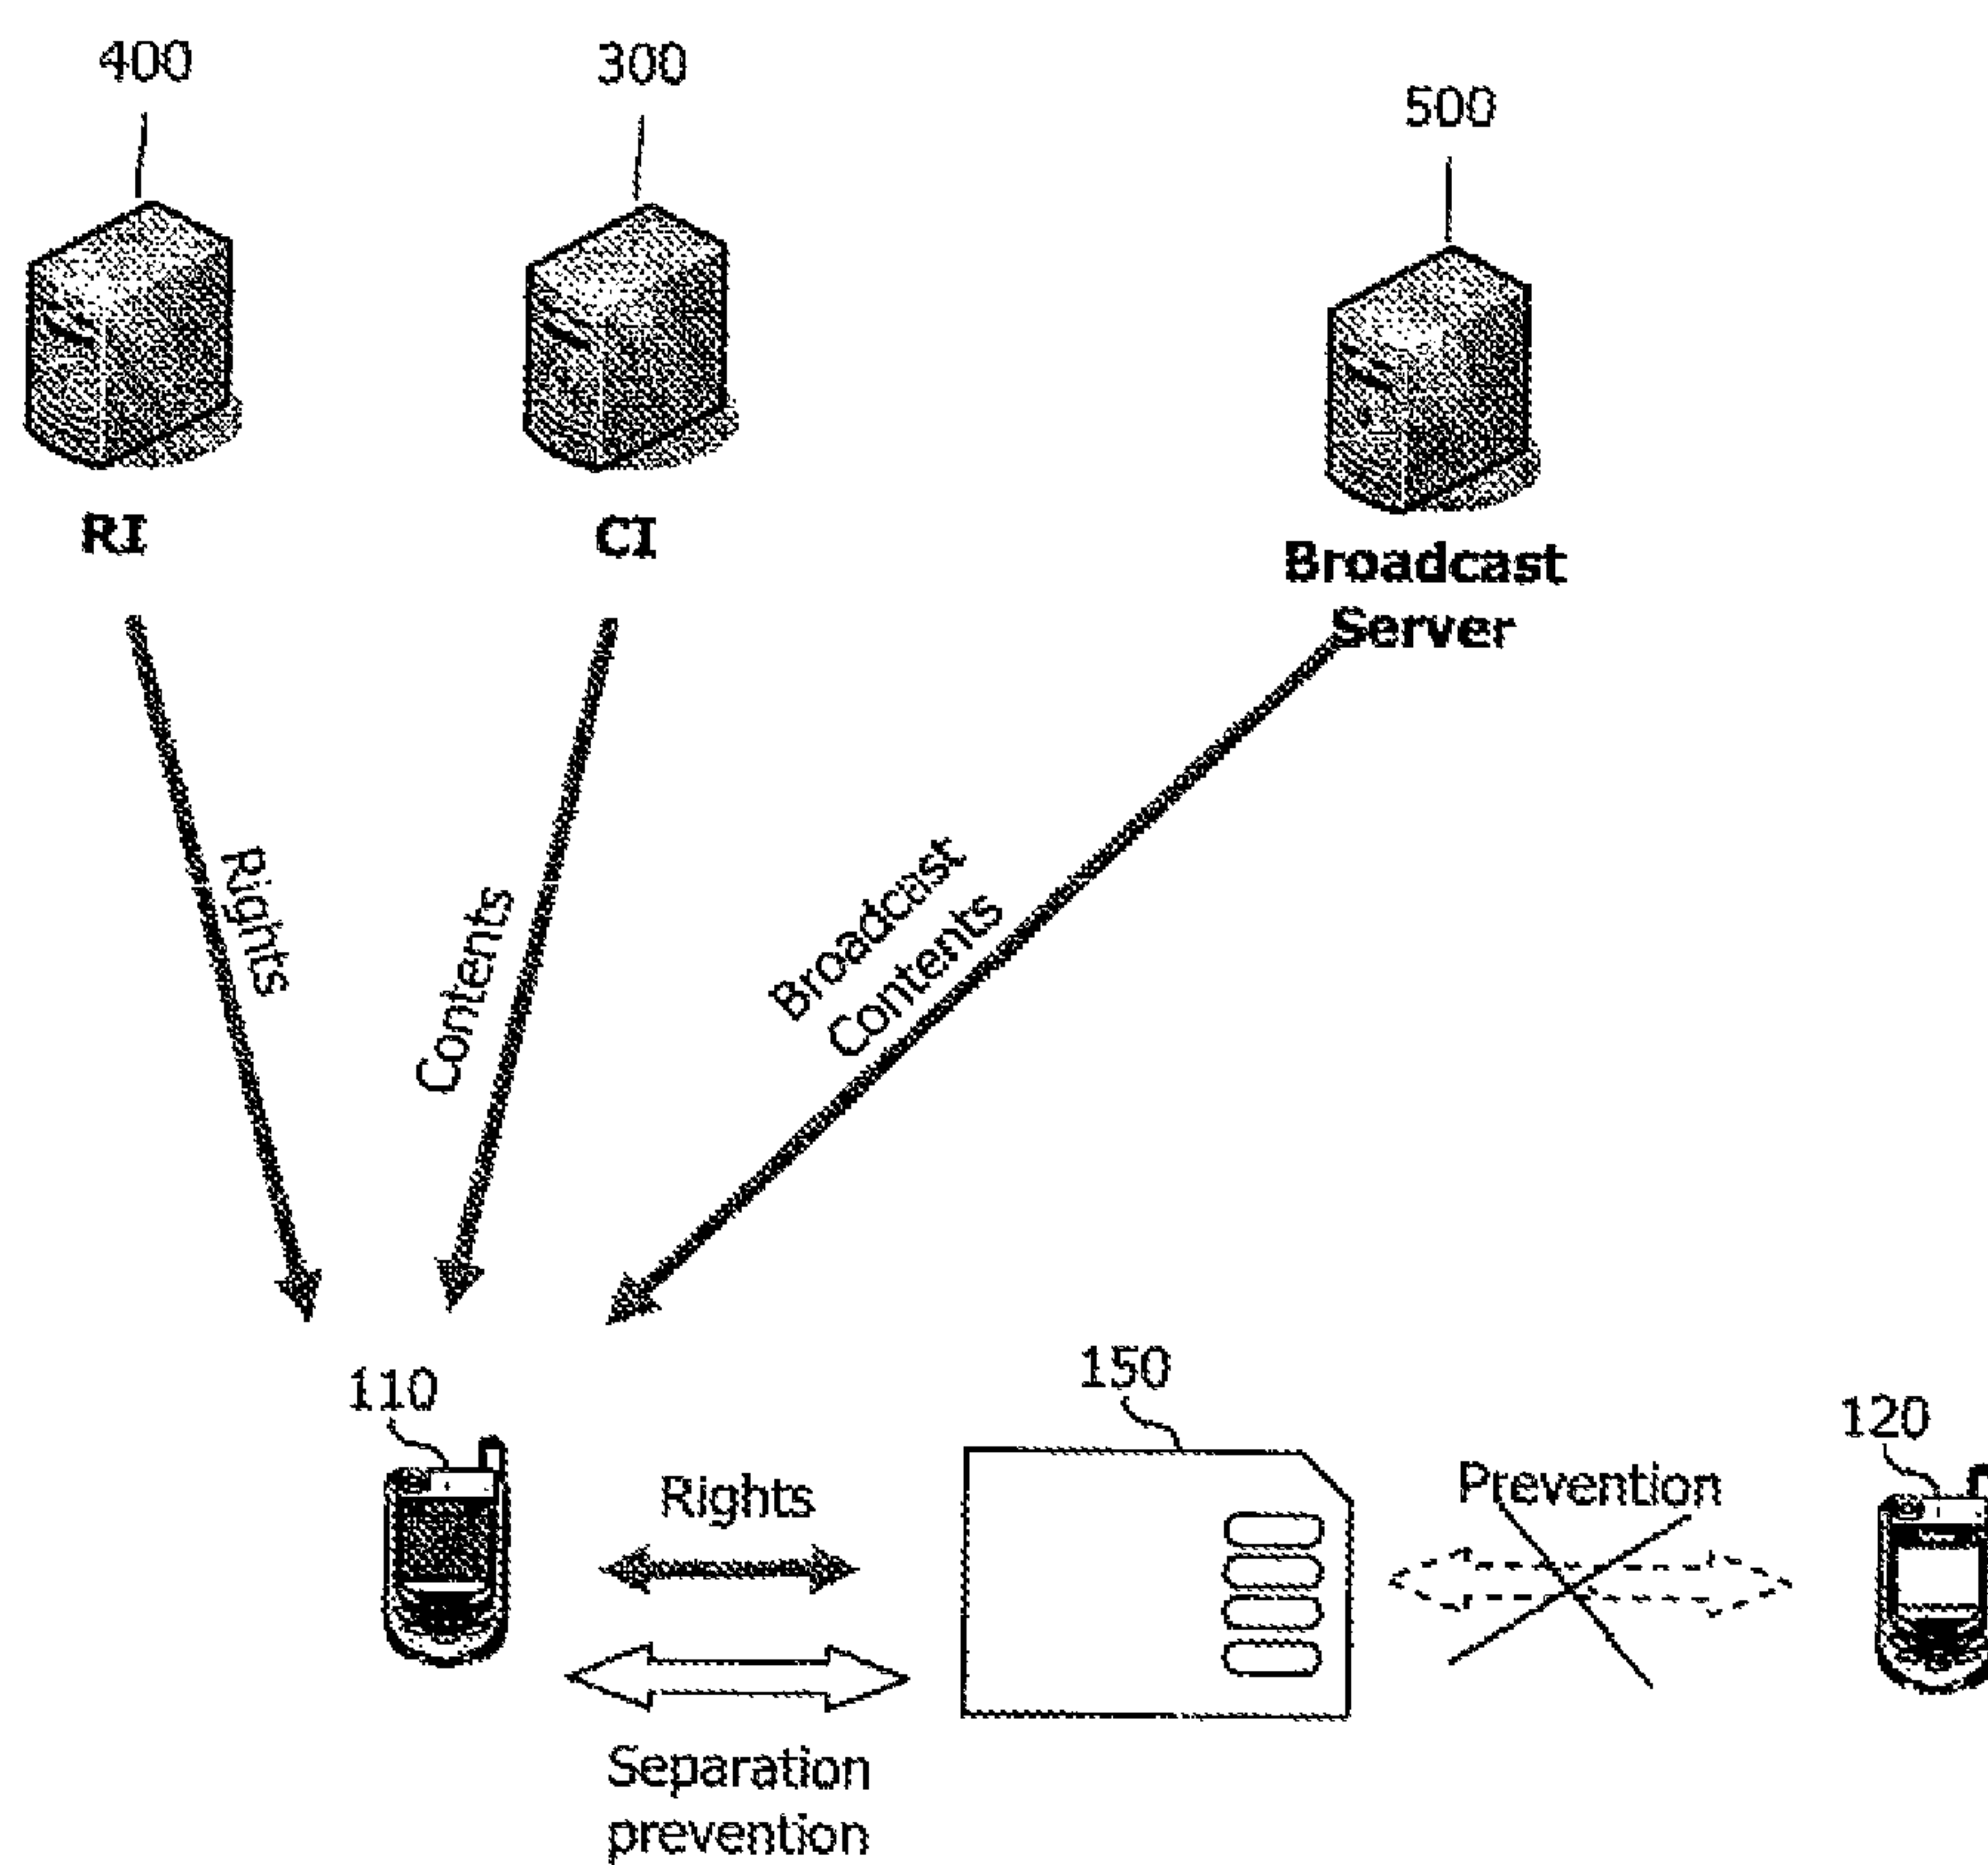 400
300
500
RI
CI
Broadcast
Server
Rights
Contents
Broadcast
Contents
110
150
120
Rights
Prevention
Separation
prevention